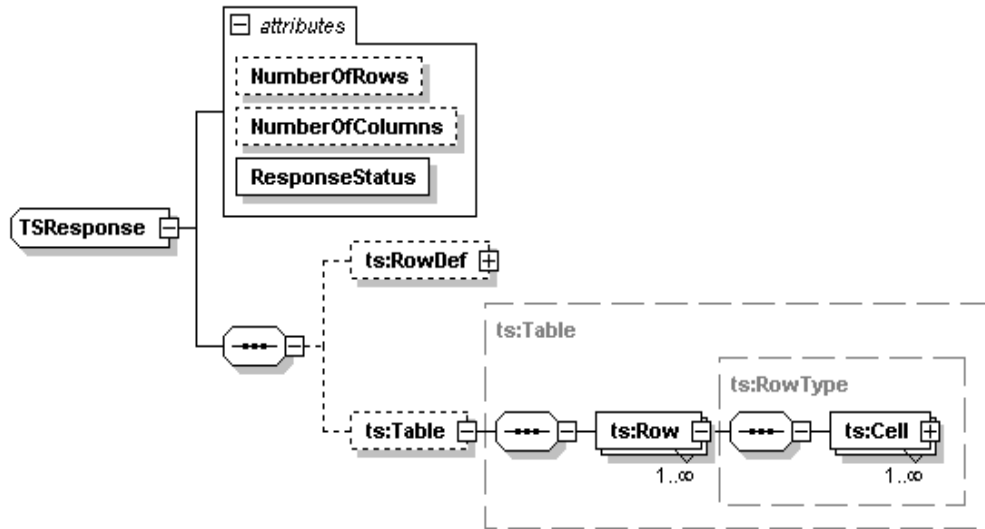 attributes
NumberOfRows
NumberOfColumns
ResponseStatus
TSResponse
ts:RowDef
ts:Table
ts:RowType
ts:Table
ts:Row
ts:Cell
1..∞
1..∞